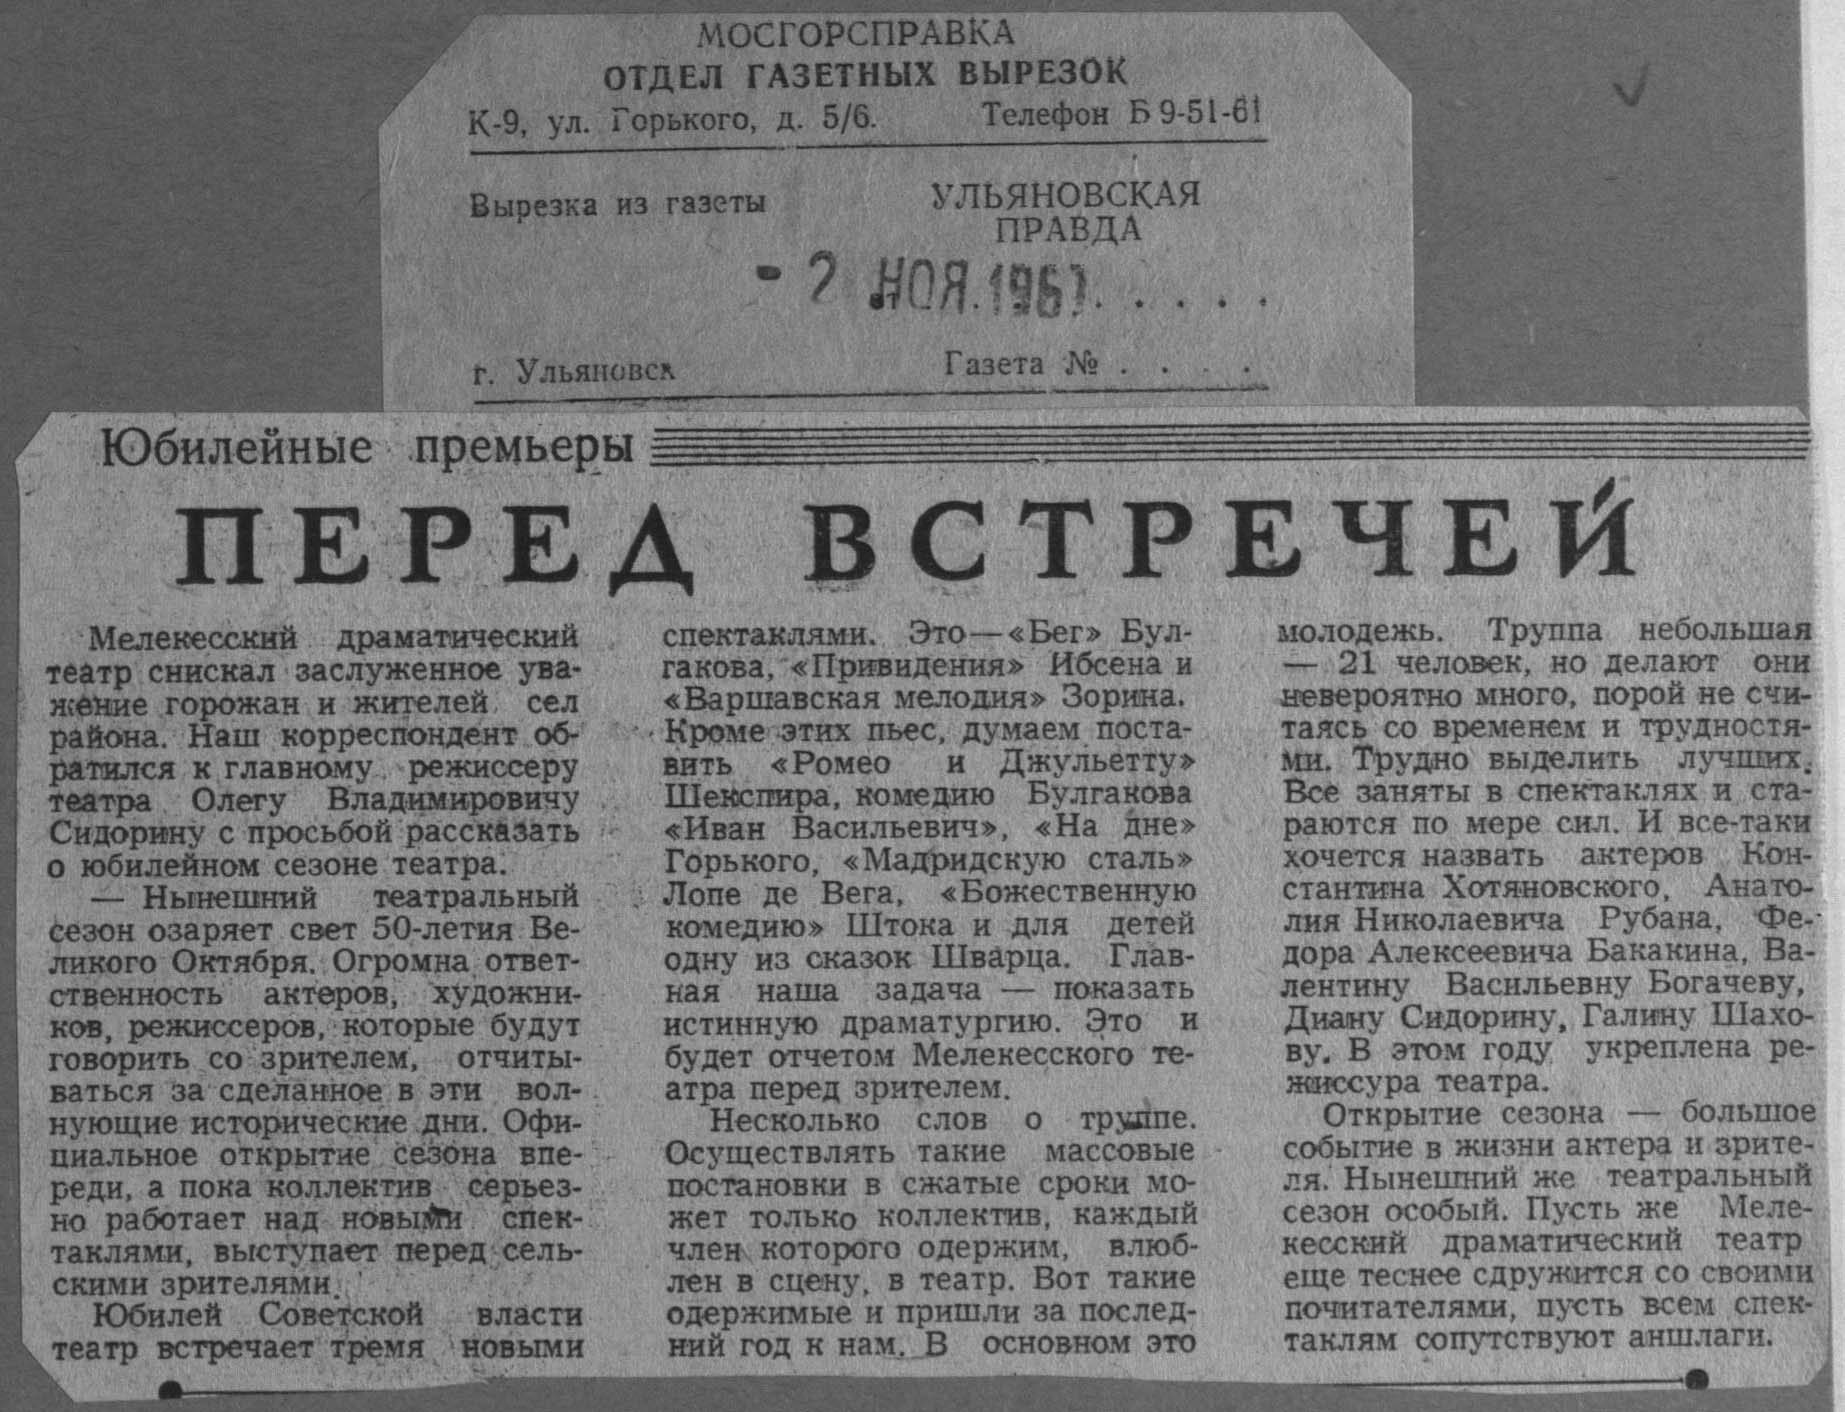 МОСГОРСПРАВКА
ОТДЕЛ ГАЗЕТНЫХ ВЫРЕЗОК
К-9, ул. Горького, д. 5/6. Телефон Б 9-51-61
Вырезка из газеты УЛЬЯНОВСКАЯ
ПРАВДА
- 2 НОЯ. 1967 . . . . .
г. Ульяновск Газета № . . . .
Юбилейные премьеры
ПЕРЕД ВСТРЕЧЕЙ
Мелекесский драматический
театр снискал заслуженное ува-
жение горожан и жителей сел
района. Наш корреспондент об-
ратился к главному режиссеру
театра Олегу Владимировичу
Сидорину с просьбой рассказать
о юбилейном сезоне театра.
— Нынешний театральный
сезон озаряет свет 50-летия Ве-
ликого Октября. Огромна ответ-
ственность актеров, художни-
ков, режиссеров, которые будут
говорить со зрителем, отчиты-
ваться за сделанное в эти вол-
нующие исторические дни. Офи-
циальное открытие сезона впе-
реди, а пока коллектив серьез-
но работает над новыми спек-
таклями, выступает перед сель-
скими зрителями.
Юбилей Советской власти
театр встречает тремя новыми
спектаклями. Это—«Бег» Бул-
гакова, «Привидения» Ибсена и
«Варшавская мелодия» Зорина.
Кроме этих пьес, думаем поста-
вить «Ромео и Джульетту»
Шекспира, комедию Булгакова
«Иван Васильевич», «На дне»
Горького, «Мадридскую сталь»
Лопе де Вега, «Божественную
комедию» Штока и для детей
одну из сказок Шварца. Глав-
ная наша задача — показать
истинную драматургию. Это и
будет отчетом Мелекесского те-
атра перед зрителем.
Несколько слов о труппе.
Осуществлять такие массовые
постановки в сжатые сроки мо-
жет только коллектив, каждый
член которого одержим, влюб-
лен в сцену, в театр. Вот такие
одержимые и пришли за послед-
ний год к нам. В основном это
молодежь. Труппа небольшая
— 21 человек, но делают они
невероятно много, порой не счи-
таясь со временем и трудностя-
ми. Трудно выделить лучших.
Все заняты в спектаклях и ста-
раются по мере сил. И все-таки
хочется назвать актеров Кон-
стантина Хотяновского, Анато-
лия Николаевича Рубана, Фе-
дора Алексеевича Бакакина, Ва-
лентину Васильевну Богачеву,
Диану Сидорину, Галину Шахо-
ву. В этом году укреплена ре-
жиссура театра.
Открытие сезона — большое
событие в жизни актера и зрите-
ля. Нынешний же театральный
сезон особый. Пусть же Меле-
кесский драматический театр
еще теснее сдружится со своими
почитателями, пусть всем спек-
таклям сопутствуют аншлаги.